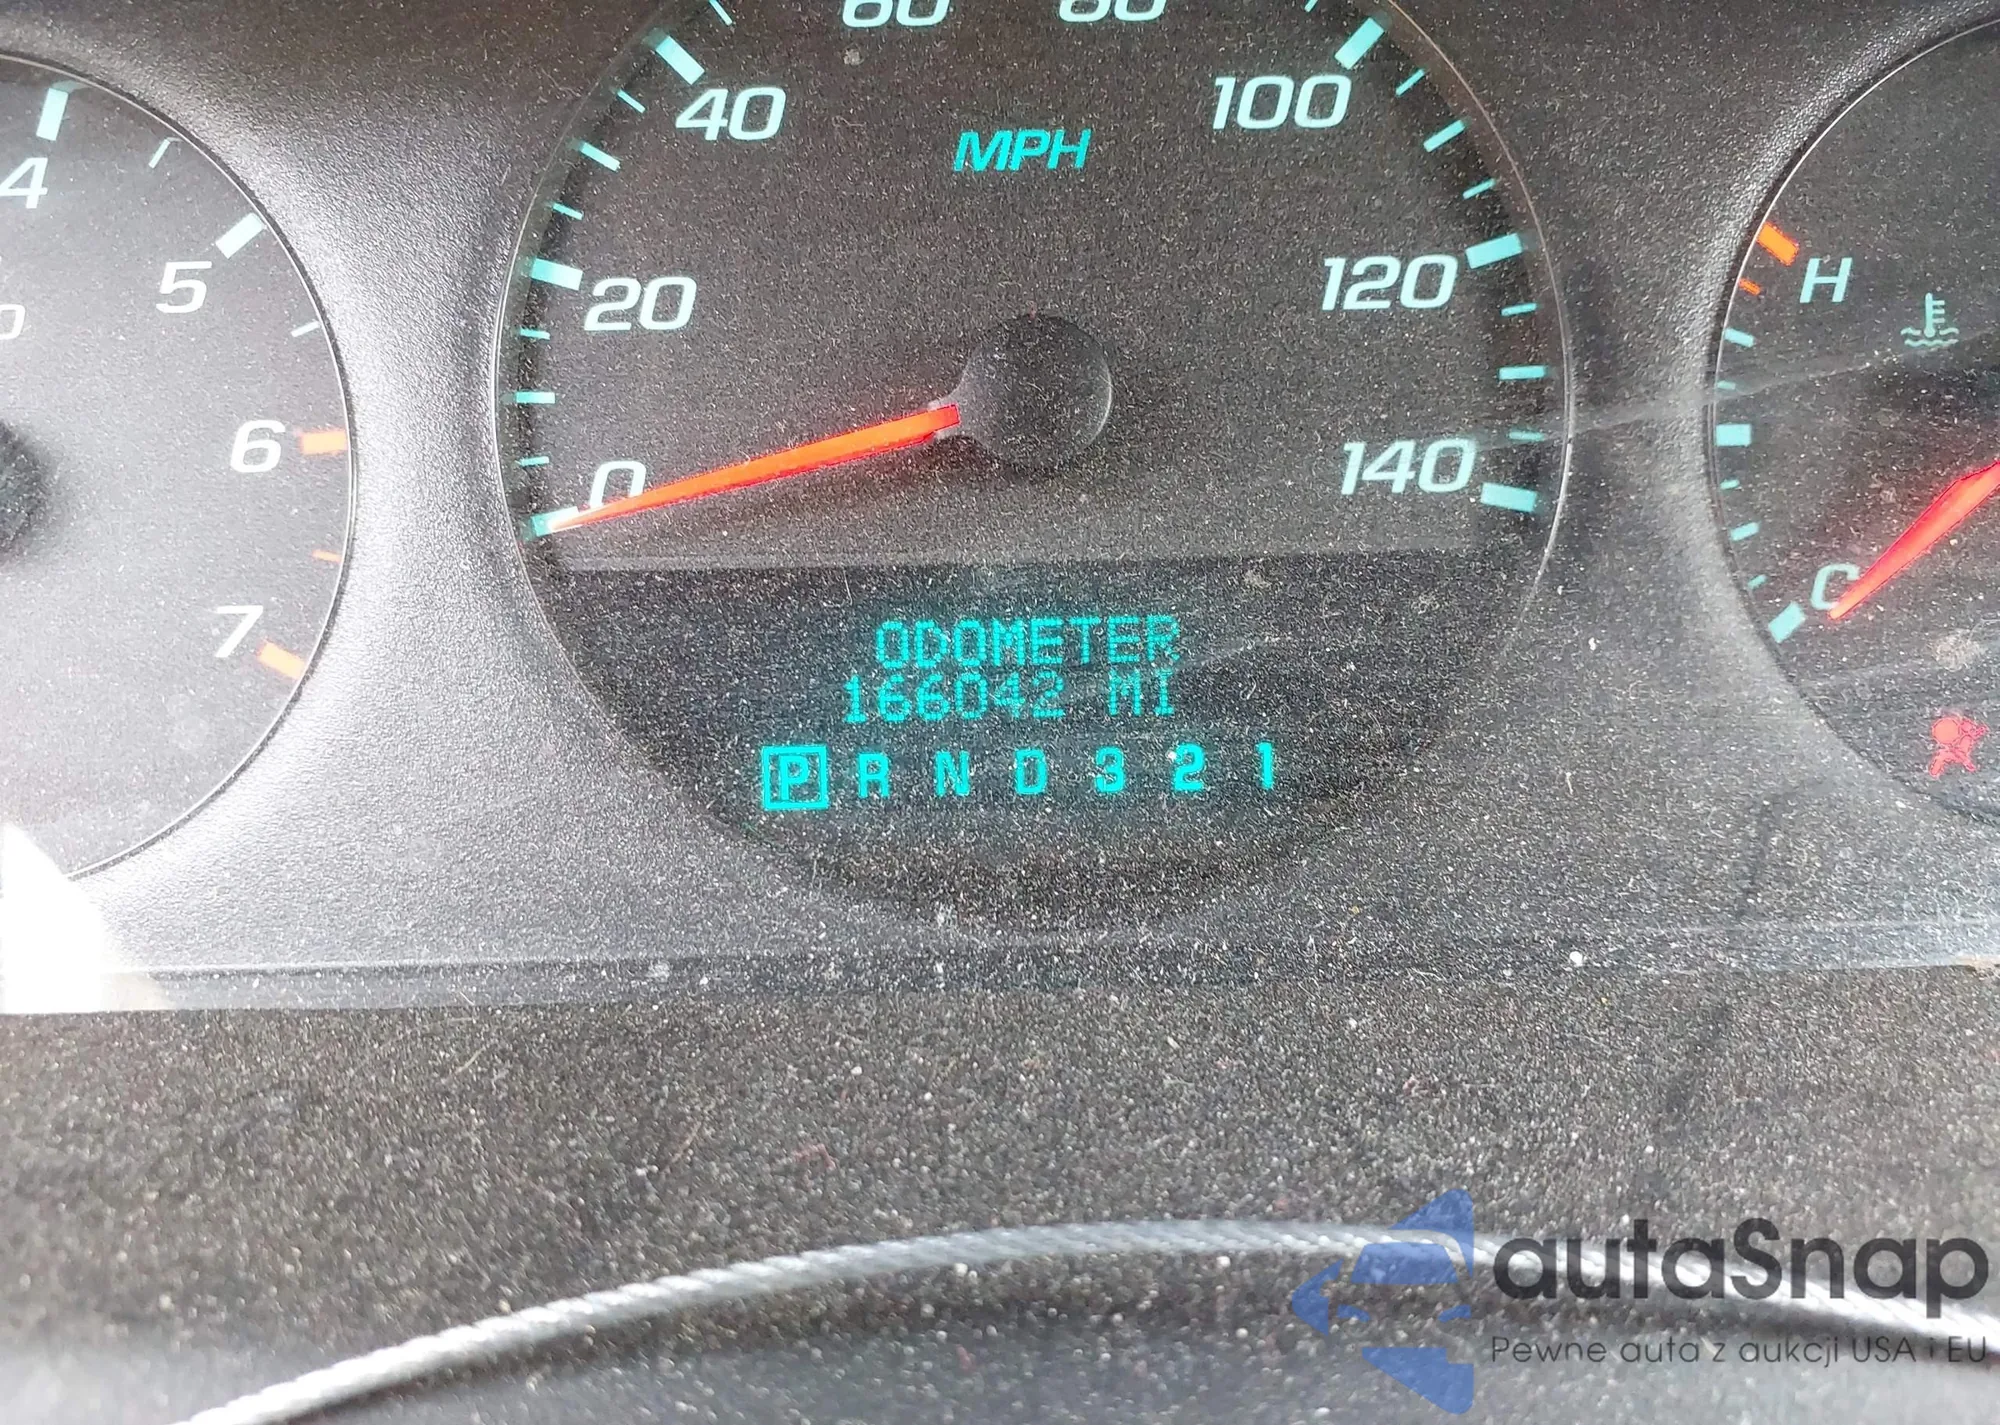 60 80
40 100
MPH
4
5
20 120
H
6
0 140
C
7
ODOMETER
166042 MI
P R N D 3 2 1
autaSnap
Pewne auta z aukcji USA i EU